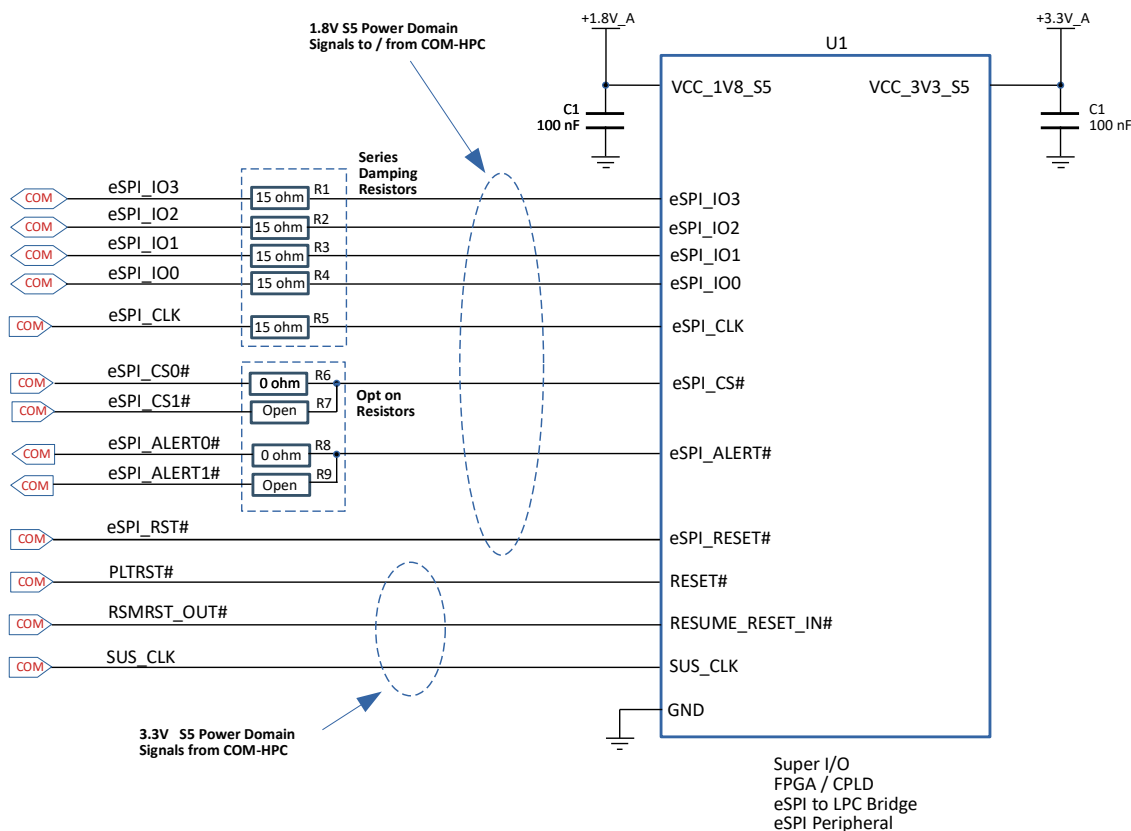 1.8V S5 Power Domain
Signals to / from COM-HPC
+1.8V_A
+3.3V_A
U1
VCC_1V8_S5
VCC_3V3_S5
C1
100 nF
C1
100 nF
Series
Damping
Resistors
COM
eSPI_IO3
15 ohm
R1
eSPI_IO3
COM
eSPI_IO2
15 ohm
R2
eSPI_IO2
COM
eSPI_IO1
15 ohm
R3
eSPI_IO1
COM
eSPI_IO0
15 ohm
R4
eSPI_IO0
COM
eSPI_CLK
15 ohm
R5
eSPI_CLK
COM
eSPI_CS0#
0 ohm
R6
eSPI_CS#
COM
eSPI_CS1#
Open
R7
Opt on
Resistors
COM
eSPI_ALERT0#
0 ohm
R8
eSPI_ALERT#
COM
eSPI_ALERT1#
Open
R9
COM
eSPI_RST#
eSPI_RESET#
COM
PLTRST#
RESET#
COM
RSMRST_OUT#
RESUME_RESET_IN#
COM
SUS_CLK
SUS_CLK
GND
3.3V S5 Power Domain
Signals from COM-HPC
Super I/O
FPGA / CPLD
eSPI to LPC Bridge
eSPI Peripheral